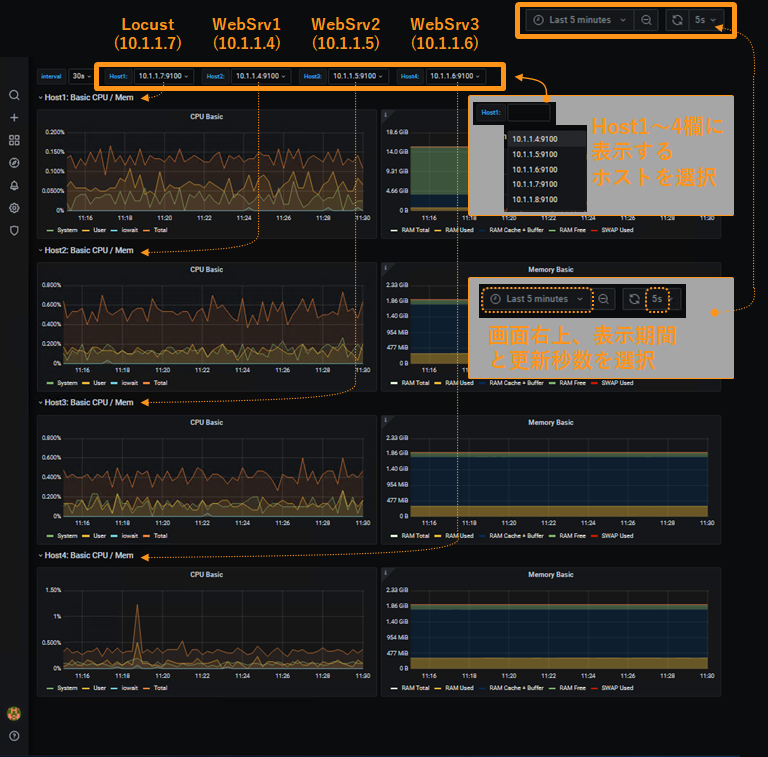 Locust
(10.1.1.7)
WebSrv1
(10.1.1.4)
WebSrv2
(10.1.1.5)
WebSrv3
(10.1.1.6)
Last 5 minutes
5s
interval
30s
Host1:
10.1.1.7:9100
Host2:
10.1.1.4:9100
Host3:
10.1.1.5:9100
Host4:
10.1.1.6:9100
Host1: Basic CPU / Mem
CPU Basic
0.200%
0.150%
0.100%
0.0500%
0%
11:16 11:18 11:20 11:22 11:24 11:26 11:28 11:30
System User iowait Total
18.6 GiB
14.0 GiB
9.31 GiB
4.66 GiB
0 B
11:16 11:18 11:20 11:22 11:24 11:26 11:28 11:30
RAM Total RAM Used RAM Cache + Buffer RAM Free SWAP Used
Host1:
10.1.1.4:9100
10.1.1.5:9100
10.1.1.6:9100
10.1.1.7:9100
10.1.1.8:9100
Host1~4欄に
表示する
ホストを選択
Host2: Basic CPU / Mem
CPU Basic
0.800%
0.600%
0.400%
0.200%
0%
11:16 11:18 11:20 11:22 11:24 11:26 11:28 11:30
System User iowait Total
Memory Basic
2.33 GiB
1.86 GiB
1.40 GiB
954 MiB
477 MiB
0 B
RAM Total RAM Used RAM Cache + Buffer RAM Free SWAP Used
Last 5 minutes
5s
画面右上、表示期間
と更新秒数を選択
Host3: Basic CPU / Mem
CPU Basic
0.800%
0.600%
0.400%
0.200%
0%
11:16 11:18 11:20 11:22 11:24 11:26 11:28 11:30
System User iowait Total
Memory Basic
2.33 GiB
1.86 GiB
1.40 GiB
954 MiB
477 MiB
0 B
11:16 11:18 11:20 11:22 11:24 11:26 11:28 11:30
RAM Total RAM Used RAM Cache + Buffer RAM Free SWAP Used
Host4: Basic CPU / Mem
CPU Basic
1.50%
1%
0.500%
0%
11:16 11:18 11:20 11:22 11:24 11:26 11:28 11:30
System User iowait Total
Memory Basic
2.33 GiB
1.86 GiB
1.40 GiB
954 MiB
477 MiB
0 B
11:16 11:18 11:20 11:22 11:24 11:26 11:28 11:30
RAM Total RAM Used RAM Cache + Buffer RAM Free SWAP Used